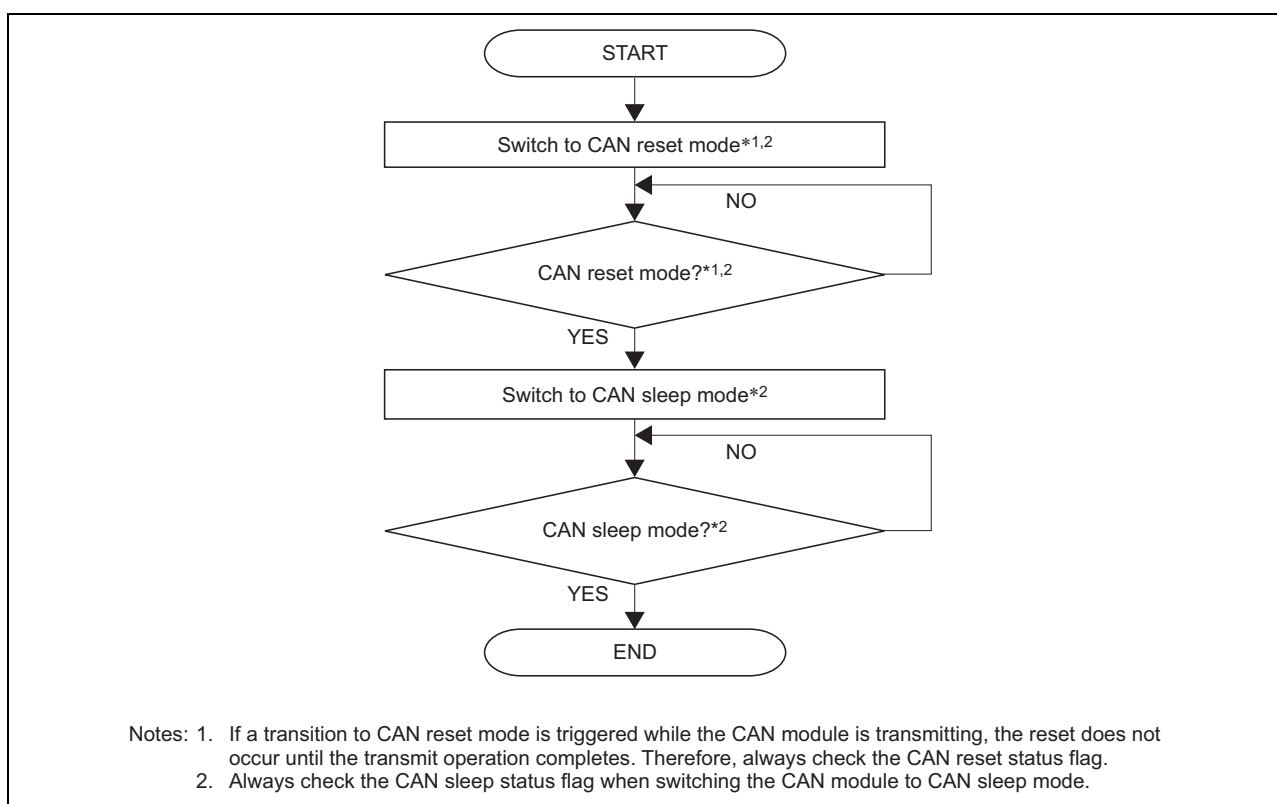 START
Switch to CAN reset mode*1,2
NO
CAN reset mode?*1,2
YES
Switch to CAN sleep mode*2
NO
CAN sleep mode?*2
YES
END
Notes: 1. If a transition to CAN reset mode is triggered while the CAN module is transmitting, the reset does not
occur until the transmit operation completes. Therefore, always check the CAN reset status flag.
2. Always check the CAN sleep status flag when switching the CAN module to CAN sleep mode.